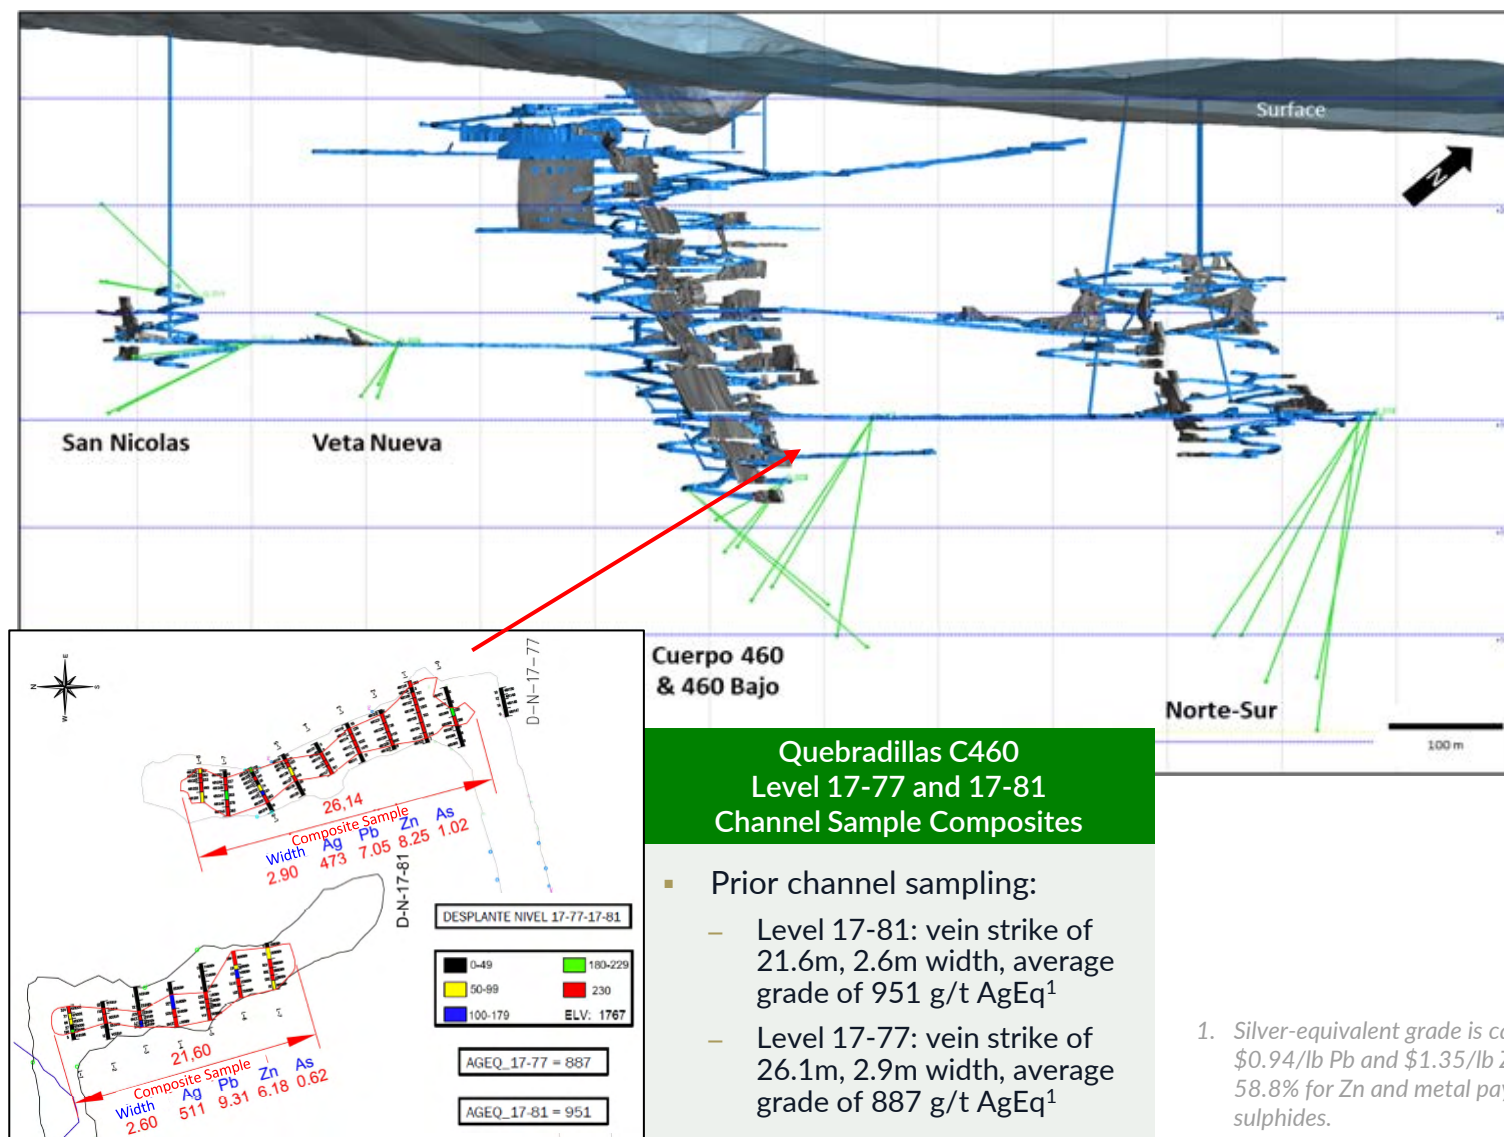 Surface
N
San Nicolas
Veta Nueva
Cuerpo 460
& 460 Bajo
Norte-Sur
100 m
D-N-17-77
26,14
Composite Sample
Width Ag Pb Zn As
2.90 473 7.05 8.25 1.02
D-N-17-81
DESPLANTE NIVEL 17-77-17-81
0-49 180-229
50-99 230
100-179 ELV: 1767
21,60
Composite Sample
Width Ag Pb Zn As
2.60 511 9.31 6.18 0.62
AGEQ_17-77 = 887
AGEQ_17-81 = 951
Quebradillas C460
Level 17-77 and 17-81
Channel Sample Composites
▪ Prior channel sampling:
– Level 17-81: vein strike of
21.6m, 2.6m width, average
grade of 951 g/t AgEq¹
– Level 17-77: vein strike of
26.1m, 2.9m width, average
grade of 887 g/t AgEq¹
1. Silver-equivalent grade is ca
$0.94/lb Pb and $1.35/lb Z
58.8% for Zn and metal pay
sulphides.